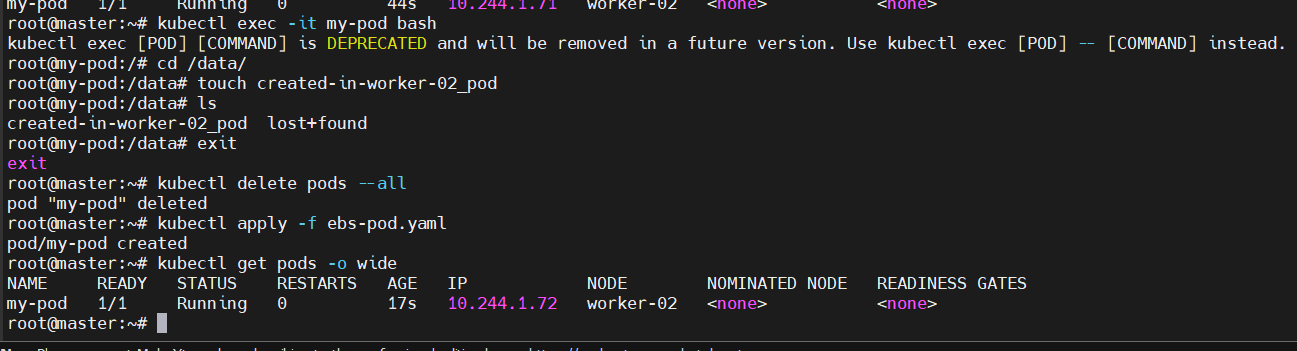 my-pod   1/1     Running   0          44s   10.244.1.71   worker-02   <none>           <none>
root@master:~# kubectl exec -it my-pod bash
kubectl exec [POD] [COMMAND] is DEPRECATED and will be removed in a future version. Use kubectl exec [POD] -- [COMMAND] instead.
root@my-pod:/# cd /data/
root@my-pod:/data# touch created-in-worker-02_pod
root@my-pod:/data# ls
created-in-worker-02_pod  lost+found
root@my-pod:/data# exit
exit
root@master:~# kubectl delete pods --all
pod "my-pod" deleted
root@master:~# kubectl apply -f ebs-pod.yaml
pod/my-pod created
root@master:~# kubectl get pods -o wide
NAME     READY   STATUS    RESTARTS   AGE   IP            NODE        NOMINATED NODE   READINESS GATES
my-pod   1/1     Running   0          17s   10.244.1.72   worker-02   <none>           <none>
root@master:~#